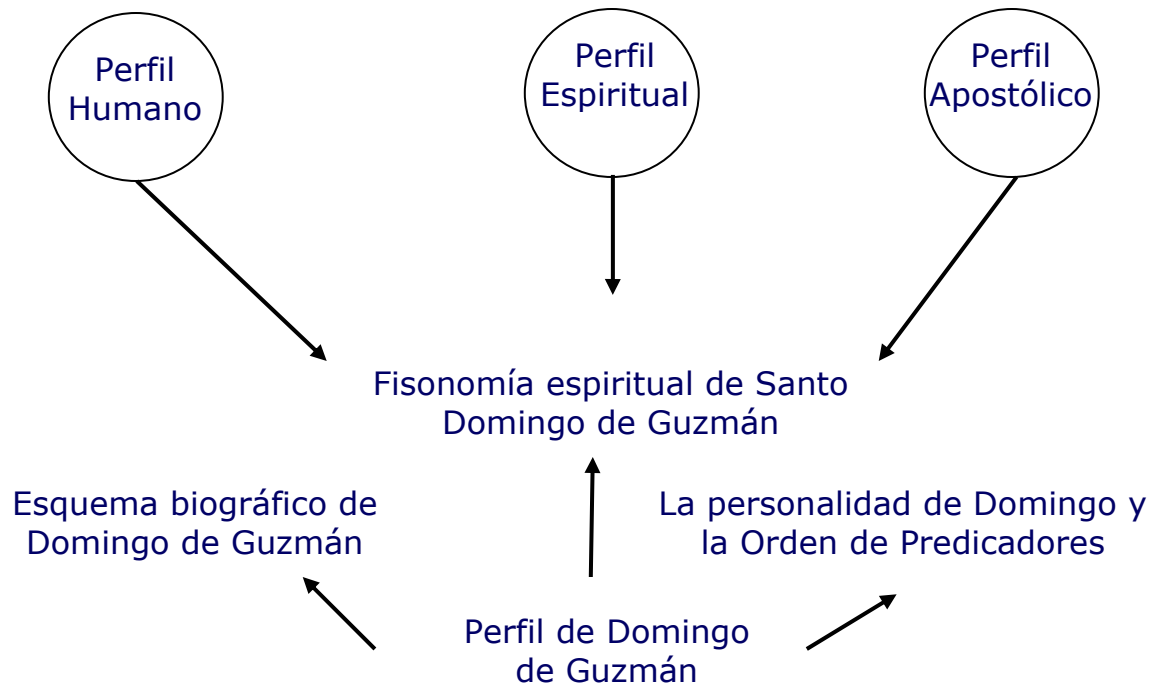 Perfil
Humano
Perfil
Espiritual
Perfil
Apostólico
Fisonomía espiritual de Santo
Domingo de Guzmán
Esquema biográfico de
Domingo de Guzmán
La personalidad de Domingo y
la Orden de Predicadores
Perfil de Domingo
de Guzmán